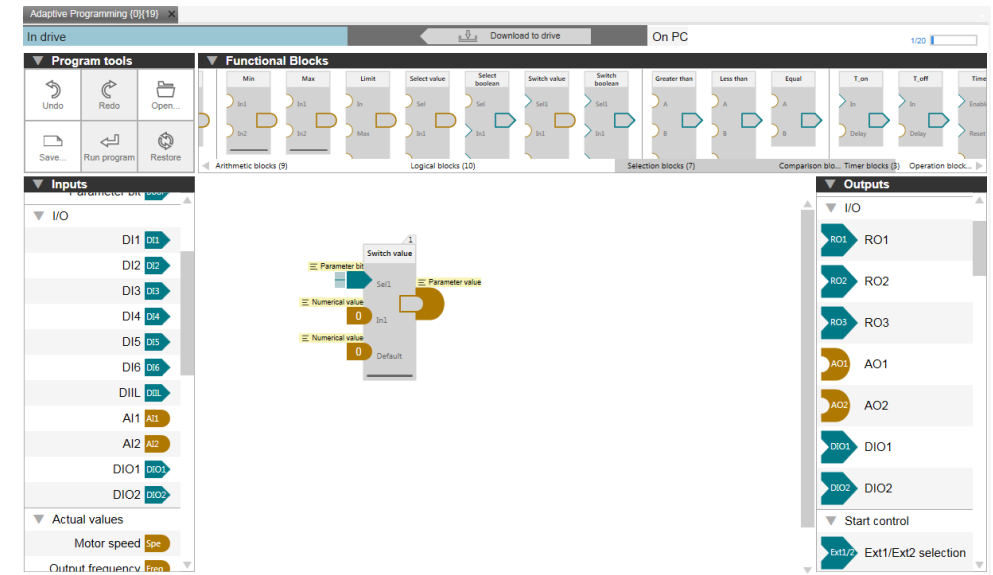 Adaptive Programming {0}{19} ×
In drive
Download to drive
On PC
1/20
Program tools
Undo
Redo
Open...
Save...
Run program
Restore
Functional Blocks
Min
In1
In2
Max
In1
In2
Limit
In
Max
Select value
Sel
In1
Select boolean
Sel
In1
Switch value
Sel1
In1
Switch boolean
Sel1
In1
Greater than
A
B
Less than
A
B
Equal
A
B
T_on
In
Delay
T_off
In
Delay
Time
Enable
Reset
Arithmetic blocks (9)
Logical blocks (10)
Selection blocks (7)
Comparison blo...
Timer blocks (3)
Operation block...
Inputs
Parameter bit
I/O
DI1 DI1
DI2 DI2
DI3 DI3
DI4 DI4
DI5 DI5
DI6 DI6
DIIL DIIL
AI1 AI1
AI2 AI2
DIO1 DIO1
DIO2 DIO2
Actual values
Motor speed Spe
Output frequency Freq
1
Switch value
Parameter bit
Sel1
Parameter value
Numerical value
0
In1
Numerical value
0
Default
Outputs
I/O
RO1 RO1
RO2 RO2
RO3 RO3
AO1 AO1
AO2 AO2
DIO1 DIO1
DIO2 DIO2
Start control
Ext1/2 Ext1/Ext2 selection